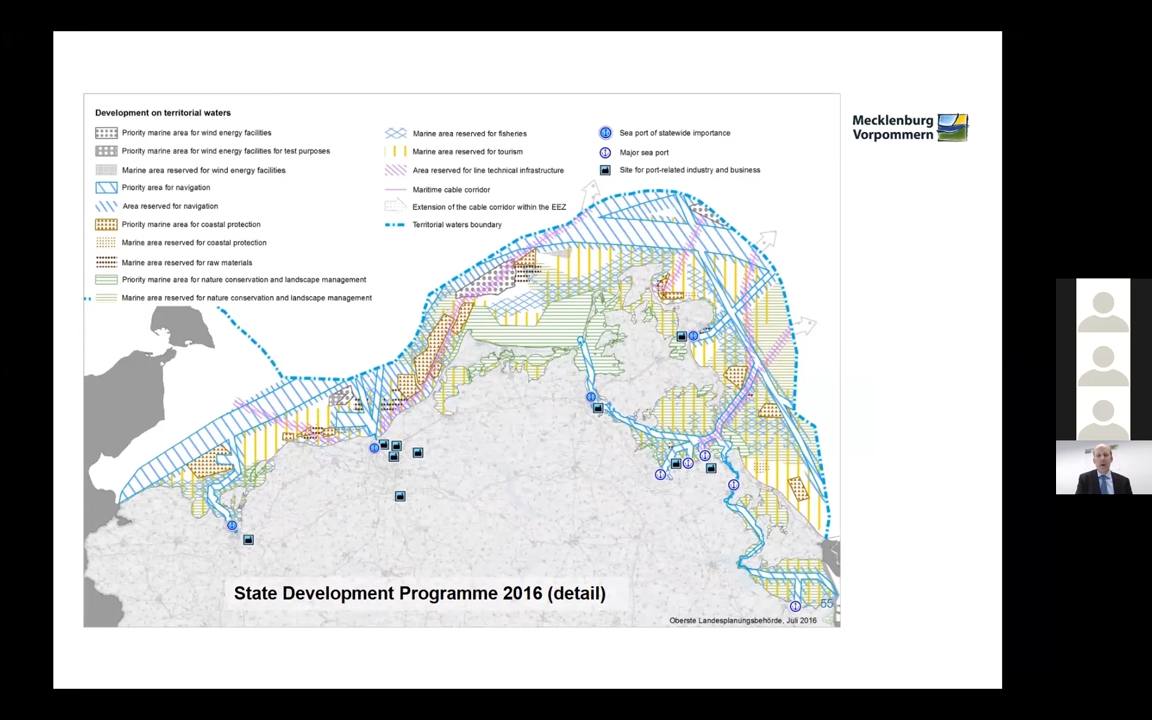 Development on territorial waters
Priority marine area for wind energy facilities
Priority marine area for wind energy facilities for test purposes
Marine area reserved for wind energy facilities
Priority area for navigation
Area reserved for navigation
Priority marine area for coastal protection
Marine area reserved for coastal protection
Marine area reserved for raw materials
Priority marine area for nature conservation and landscape management
Marine area reserved for nature conservation and landscape management
Marine area reserved for fisheries
Marine area reserved for tourism
Area reserved for line technical infrastructure
Maritime cable corridor
Extension of the cable corridor within the EEZ
Territorial waters boundary
Sea port of statewide importance
Major sea port
Site for port-related industry and business
Mecklenburg
Vorpommern
State Development Programme 2016 (detail)
55
Oberste Landesplanungsbehörde, Juli 2016